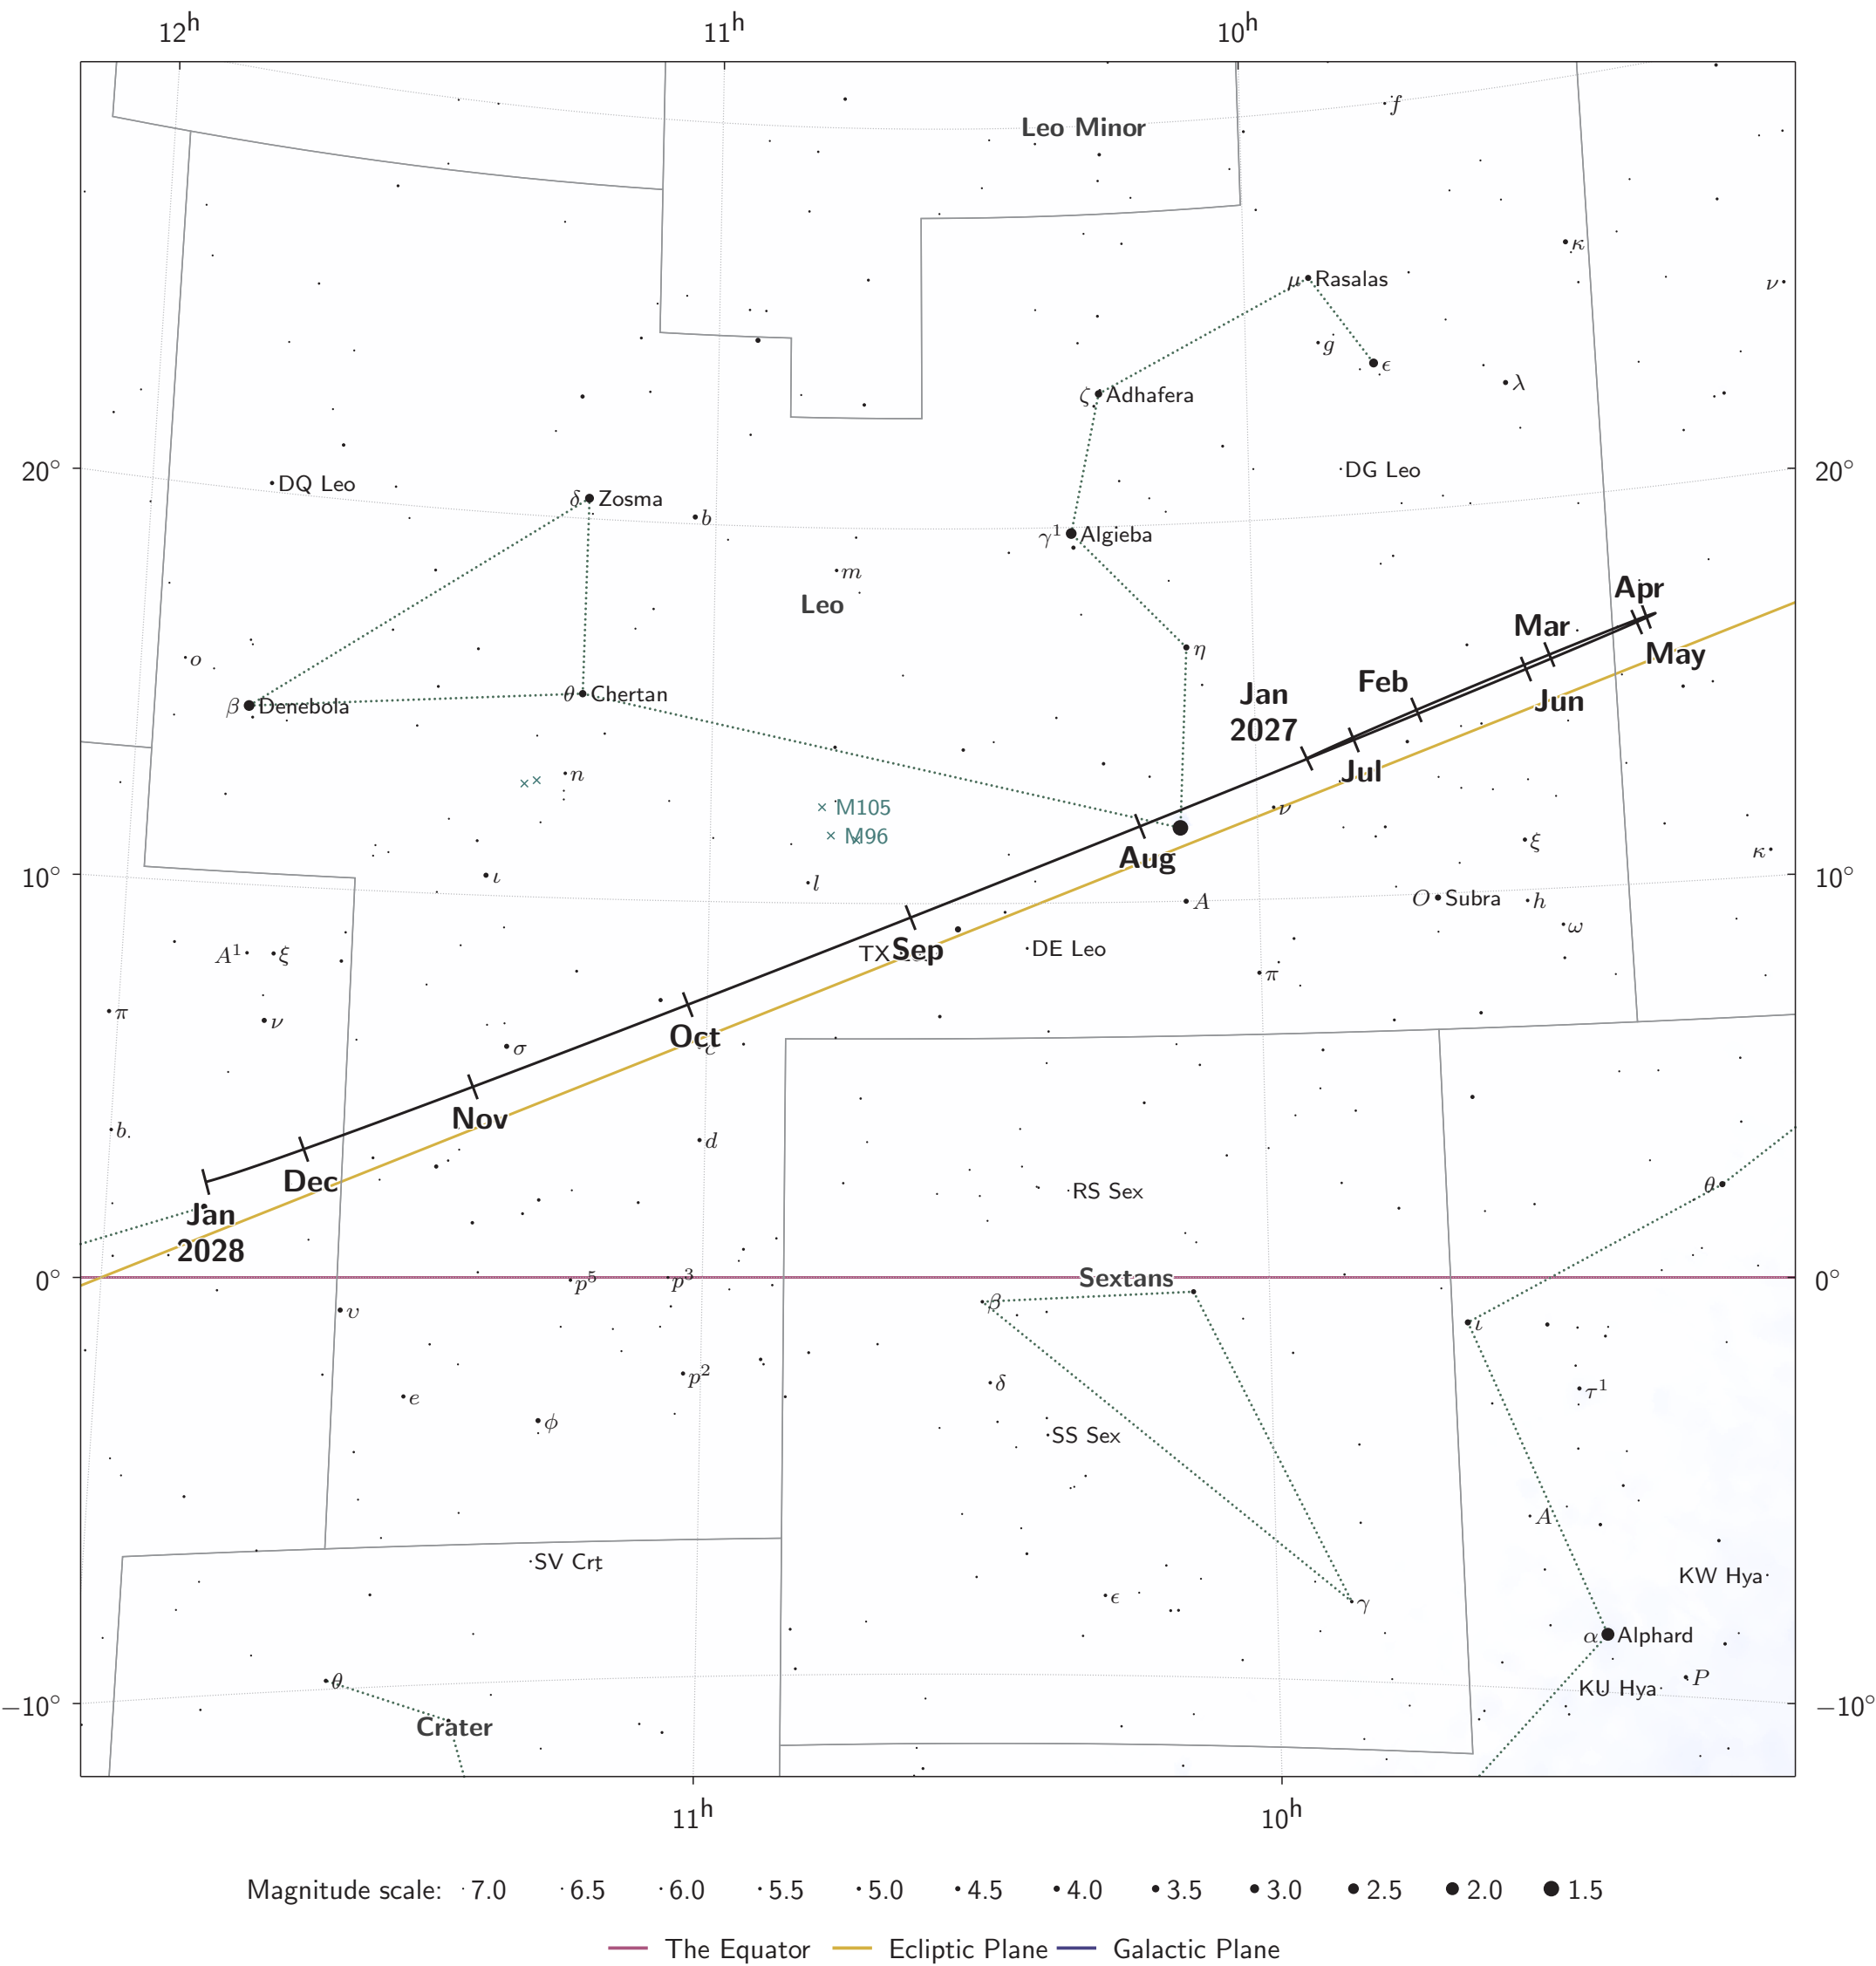 12h 11h 10h
f
Leo Minor
κ
μ Rasalas ν
g
ϵ
λ
ζ Adhafera
20° DQ Leo DG Leo 20°
δ Zosma
b
γ1 Algieba
m
Leo Apr
Mar
o η May
Feb
β Denebola θ Chertan Jan Jun
2027
n Jul
M105 ν
M96
Aug ξ κ
10° ι l 10°
A O Subra h
ω
A1 ξ TX Sep DE Leo
π
π ν
σ Oct
c
Nov
b d
Dec
RS Sex θ
Jan
2028
0° p5 p3 Sextans 0°
υ β ι
p2
e δ τ1
ϕ
SS Sex
A
SV Crt KW Hya
ϵ γ
α Alphard
θ P
−10° KU Hya −10°
Crater
11h 10h
Magnitude scale: 7.0 6.5 6.0 5.5 5.0 4.5 4.0 3.5 3.0 2.5 2.0 1.5
The Equator Ecliptic Plane Galactic Plane